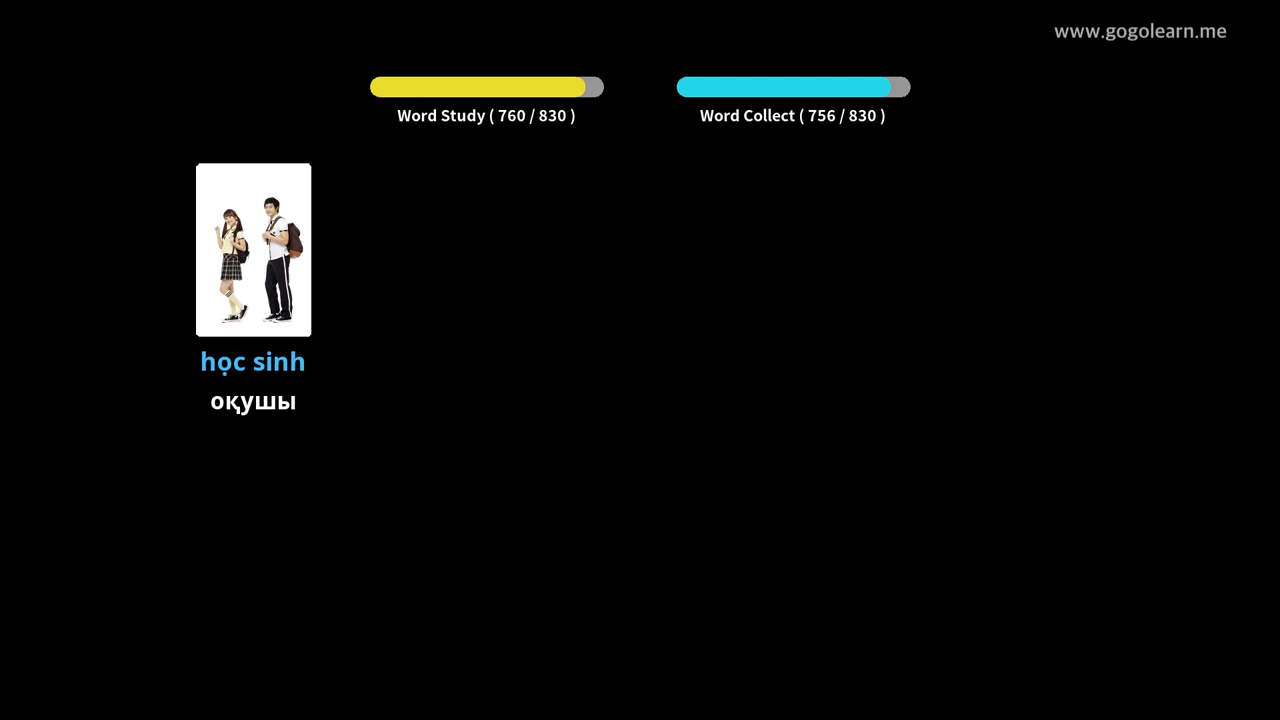 www.gogolearn.me
Word Study ( 760 / 830 )
Word Collect ( 756 / 830 )
học sinh
оқушы